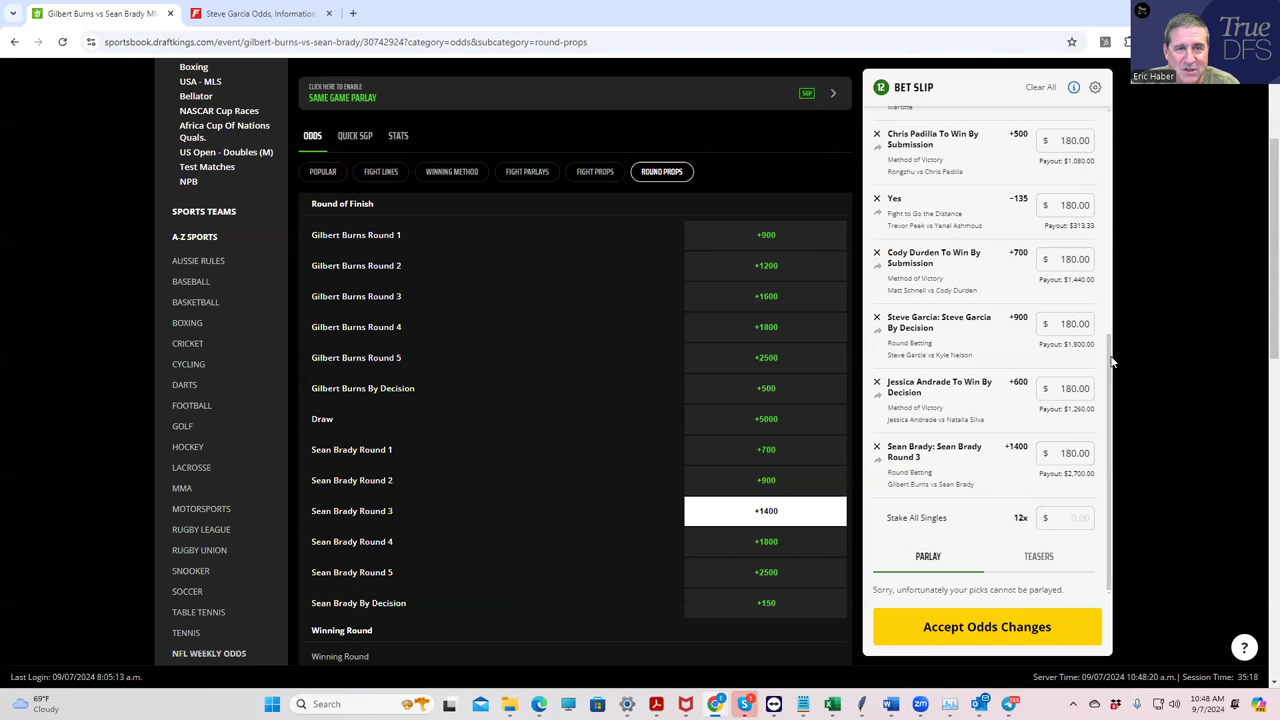 Gilbert Burns vs Sean Brady MM
Steve Garcia Odds, Information
sportsbook.draftkings.com/event/gilbert-burns-vs-sean-brady/30742924?category=odds&subcategory=round-props
True
DFS
Eric Haber
Boxing
USA - MLS
Bellator
NASCAR Cup Races
Africa Cup Of Nations
Quals.
US Open - Doubles (M)
Test Matches
NPB
SPORTS TEAMS
A-Z SPORTS
AUSSIE RULES
BASEBALL
BASKETBALL
BOXING
CRICKET
CYCLING
DARTS
FOOTBALL
GOLF
HOCKEY
LACROSSE
MMA
MOTORSPORTS
RUGBY LEAGUE
RUGBY UNION
SNOOKER
SOCCER
TABLE TENNIS
TENNIS
NFL WEEKLY ODDS
CLICK HERE TO ENABLE
SAME GAME PARLAY
SGP
ODDS QUICK SGP STATS
POPULAR FIGHT LINES WINNING METHOD FIGHT PARLAYS FIGHT PROPS ROUND PROPS
Round of Finish
Gilbert Burns Round 1 +900
Gilbert Burns Round 2 +1200
Gilbert Burns Round 3 +1600
Gilbert Burns Round 4 +1800
Gilbert Burns Round 5 +2500
Gilbert Burns By Decision +500
Draw +5000
Sean Brady Round 1 +700
Sean Brady Round 2 +900
Sean Brady Round 3 +1400
Sean Brady Round 4 +1800
Sean Brady Round 5 +2500
Sean Brady By Decision +150
Winning Round
Winning Round
12 BET SLIP Clear All
Marotte
Chris Padilla To Win By +500 $ 180.00
Submission
Method of Victory Payout: $1,080.00
Rongzhu vs Chris Padilla
Yes −135 $ 180.00
Fight to Go the Distance
Trevor Peek vs Yanal Ashmouz Payout: $313.33
Cody Durden To Win By +700 $ 180.00
Submission
Method of Victory Payout: $1,440.00
Matt Schnell vs Cody Durden
Steve Garcia: Steve Garcia +900 $ 180.00
By Decision
Round Betting Payout: $1,800.00
Steve Garcia vs Kyle Nelson
Jessica Andrade To Win By +600 $ 180.00
Decision
Method of Victory Payout: $1,260.00
Jessica Andrade vs Natalia Silva
Sean Brady: Sean Brady +1400 $ 180.00
Round 3
Round Betting Payout: $2,700.00
Gilbert Burns vs Sean Brady
Stake All Singles 12x $ 0.00
PARLAY TEASERS
Sorry, unfortunately your picks cannot be parlayed.
Accept Odds Changes
?
Last Login: 09/07/2024 8:05:13 a.m.
Server Time: 09/07/2024 10:48:20 a.m.| Session Time: 35:18
69°F
Cloudy
Search
10:48 AM
9/7/2024